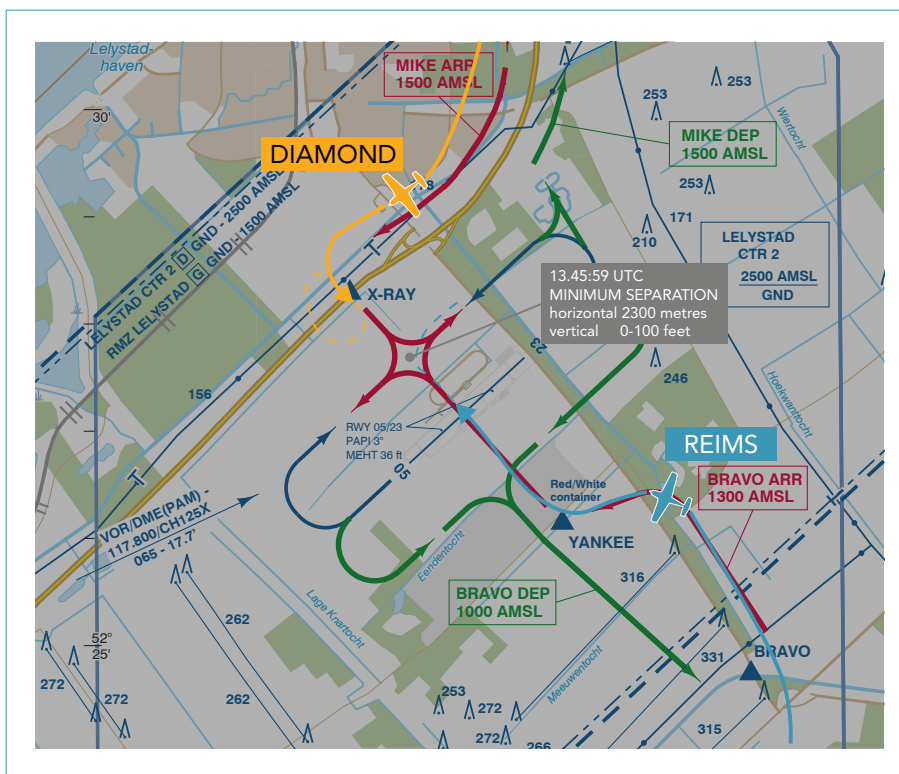 Lelystad-
haven
MIKE ARR
1500 AMSL
253
253
30'
MIKE DEP
1500 AMSL
Wiertocht
DIAMOND
253
LELYSTAD CTR 2 D GND - 2500 AMSL
RMZ LELYSTAD G GND - 1500 AMSL
171
210
LELYSTAD
CTR 2
2500 AMSL
GND
13.45:59 UTC
MINIMUM SEPARATION
horizontal 2300 metres
vertical 0-100 feet
X-RAY
23
246
Hoekwanttocht
156
RWY 05/23
PAPI 3°
MEHT 36 ft
05
REIMS
BRAVO ARR
1300 AMSL
Red/White
container
VOR/DME(PAM) -
117.800/CH125X
065 - 17.7'
YANKEE
Eendentocht
316
BRAVO DEP
1000 AMSL
Lage Knartocht
262
52°
25'
331
BRAVO
Meeuwentocht
272
272
262
253
272
272
266
315